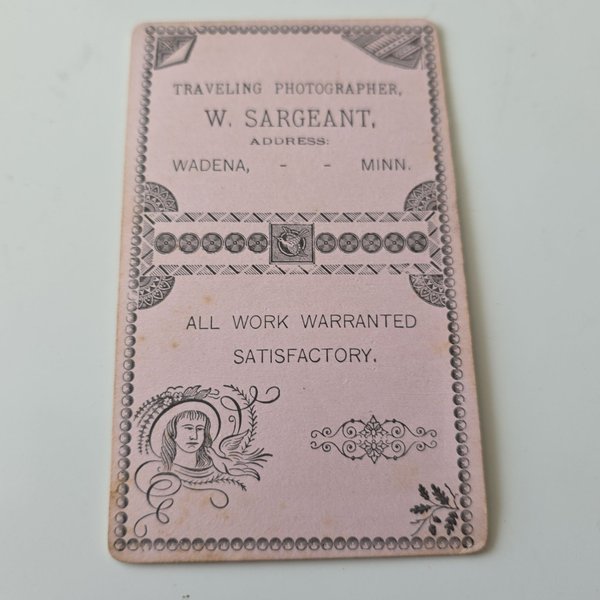 TRAVELING PHOTOGRAPHER,
W. SARGEANT,
ADDRESS:
WADENA, - - MINN.
ALL WORK WARRANTED
SATISFACTORY.